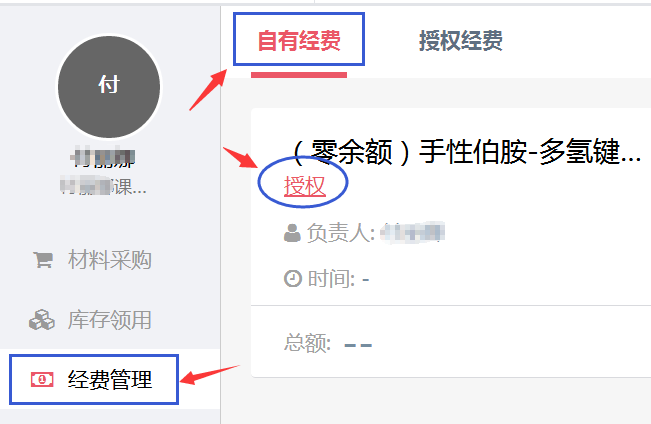 付
课...
材料采购
库存领用
经费管理
自有经费 授权经费
（零余额）手性伯胺-多氢键...
授权
负责人:
时间: -
总额: --